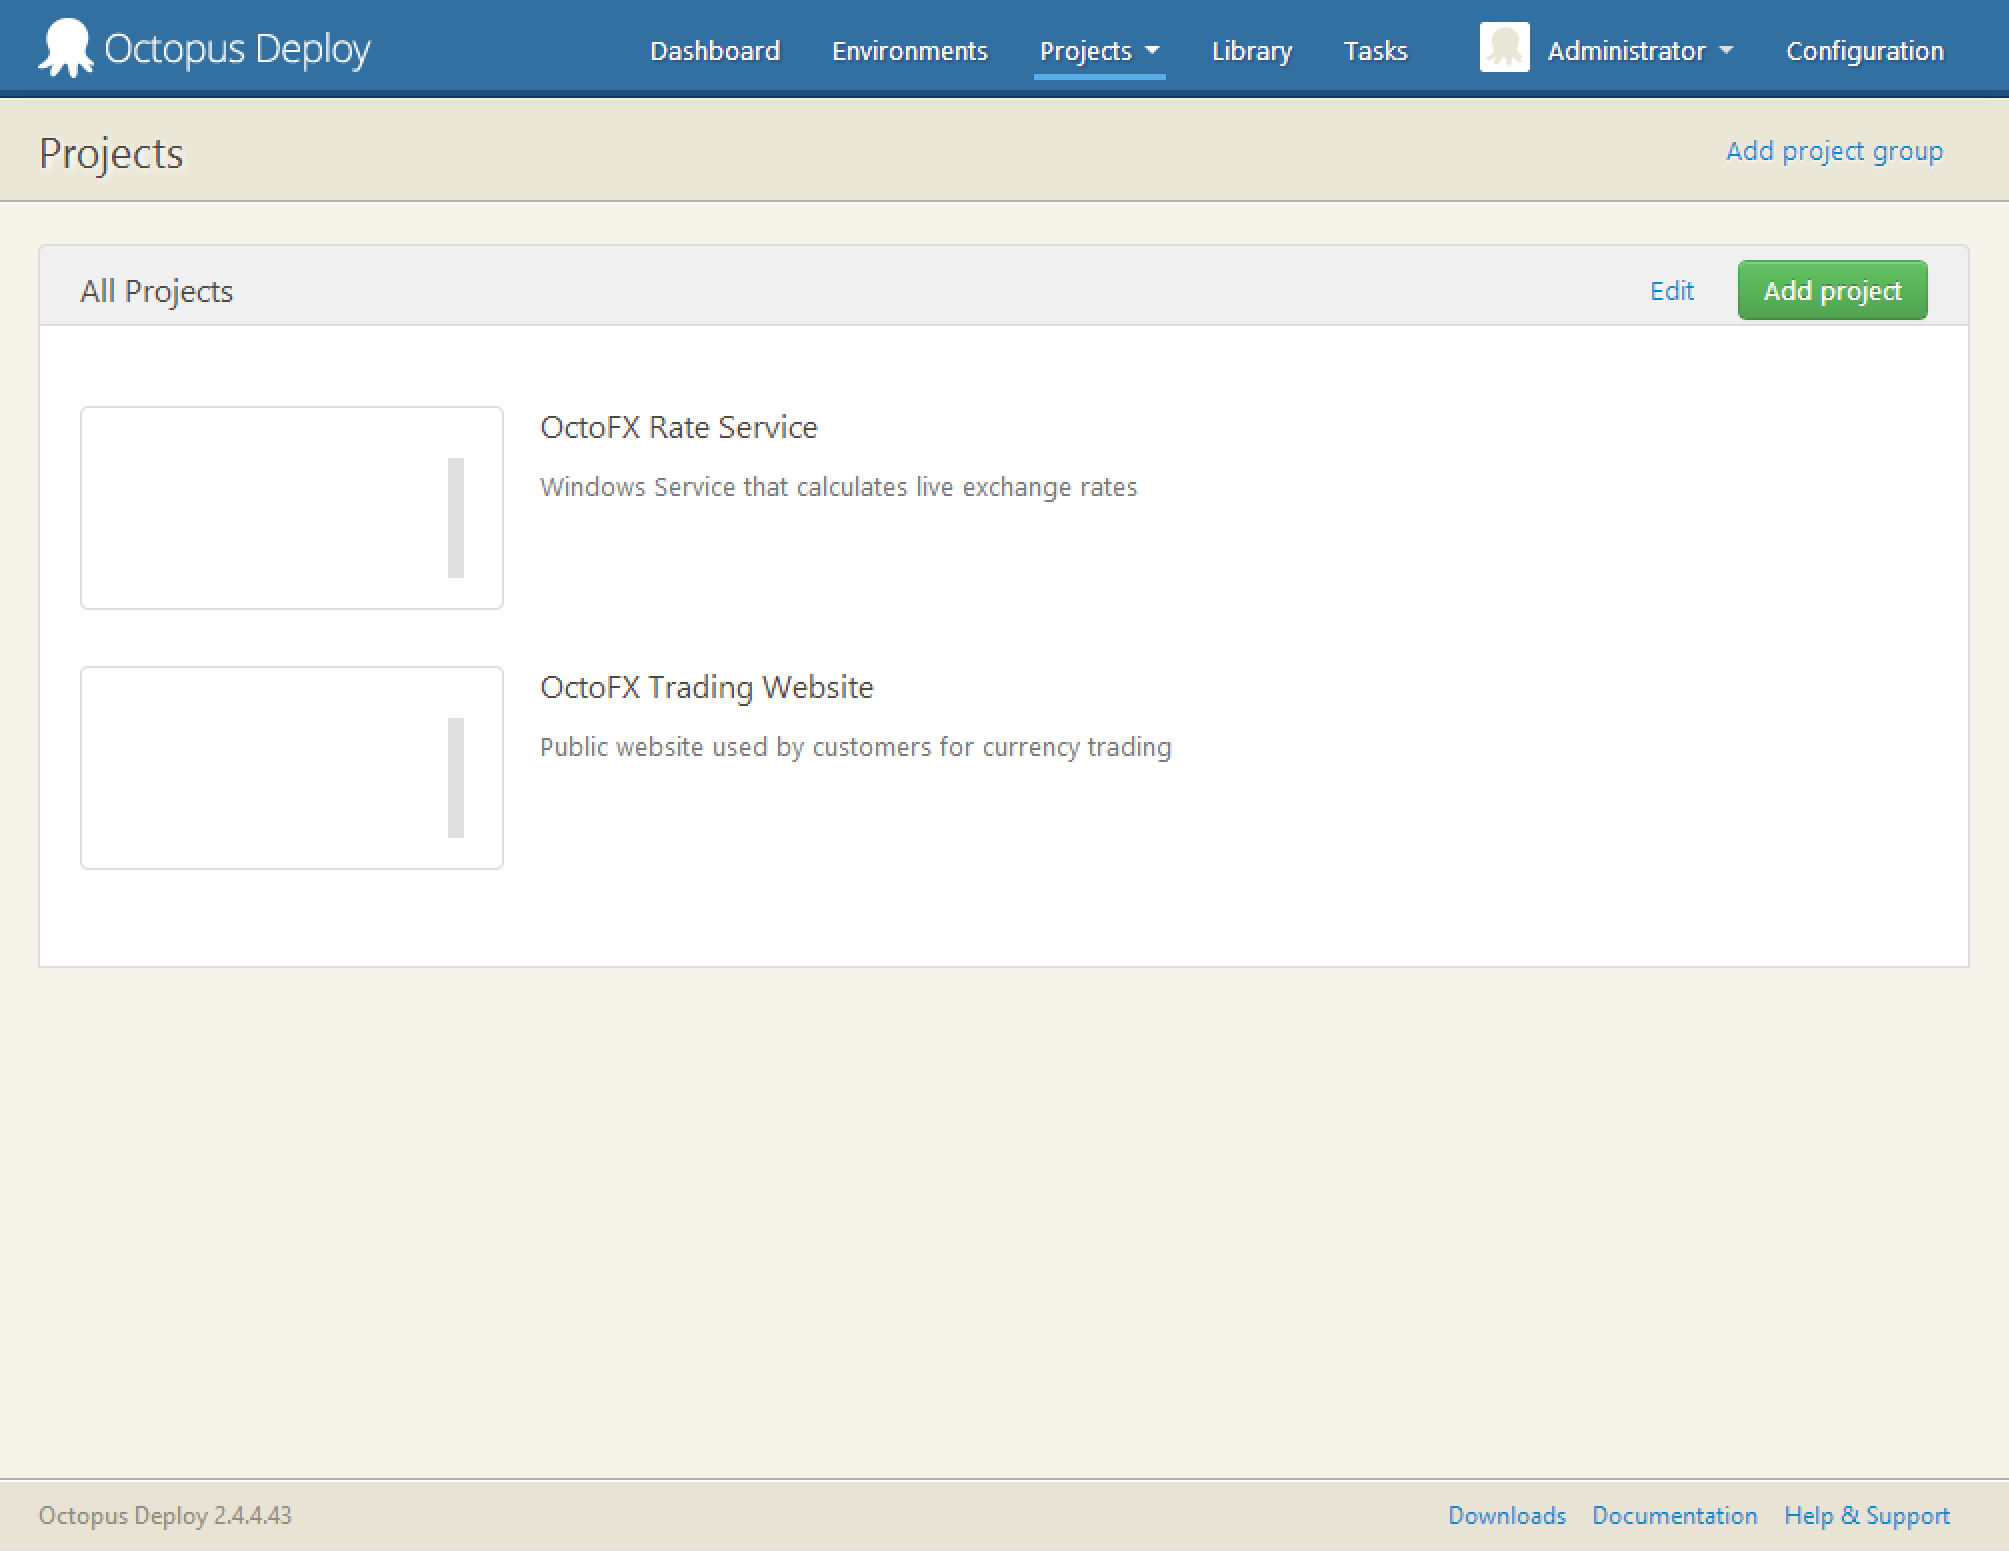 Octopus Deploy
Dashboard Environments Projects Library Tasks Administrator Configuration
Projects
Add project group
All Projects
Edit Add project
OctoFX Rate Service
Windows Service that calculates live exchange rates
OctoFX Trading Website
Public website used by customers for currency trading
Octopus Deploy 2.4.4.43
Downloads Documentation Help & Support